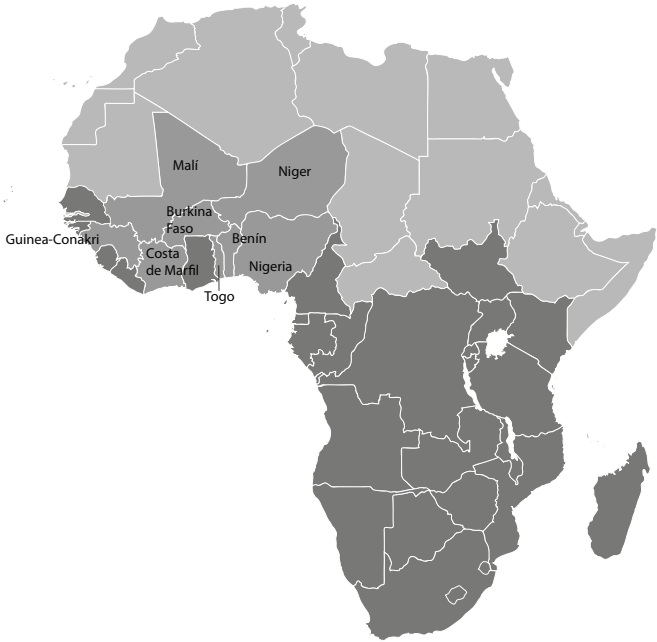 Malí
Niger
Burkina
Faso
Guinea-Conakri
Benín
Costa
de Marfil
Nigeria
Togo